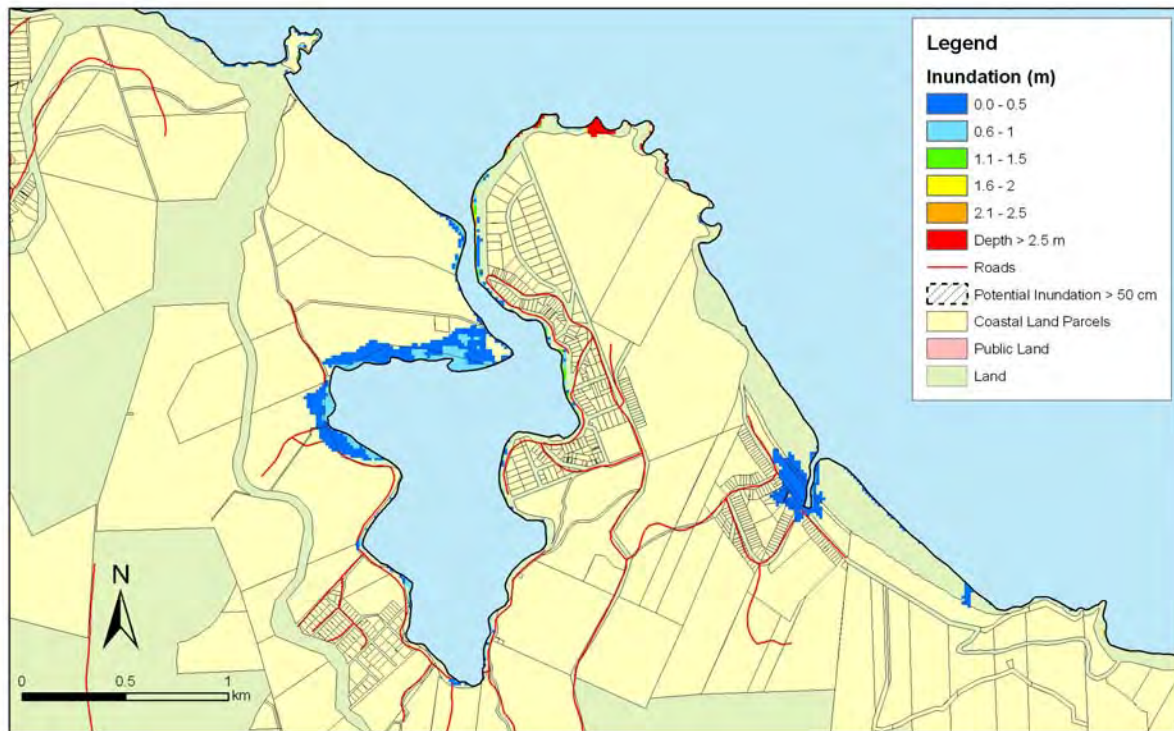 Legend
Inundation (m)
0.0 - 0.5
0.6 - 1
1.1 - 1.5
1.6 - 2
2.1 - 2.5
Depth > 2.5 m
Roads
Potential Inundation > 50 cm
Coastal Land Parcels
Public Land
Land
N
0 0.5 1
km